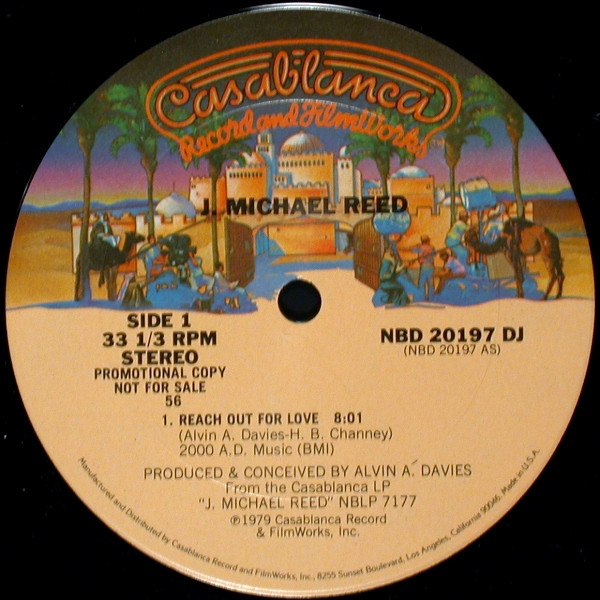 Casablanca
Record and FilmWorks
J. MICHAEL REED
SIDE 1
33 1/3 RPM
STEREO
PROMOTIONAL COPY
NOT FOR SALE
56
NBD 20197 DJ
(NBD 20197 AS)
1. REACH OUT FOR LOVE 8:01
(Alvin A. Davies-H. B. Channey)
2000 A.D. Music (BMI)
PRODUCED & CONCEIVED BY ALVIN A. DAVIES
From the Casablanca LP
"J. MICHAEL REED" NBLP 7177
℗1979 Casablanca Record
& FilmWorks, Inc.
Manufactured and Distributed by Casablanca Record and FilmWorks, Inc., 8255 Sunset Boulevard, Los Angeles, California 90046. Made in U.S.A.